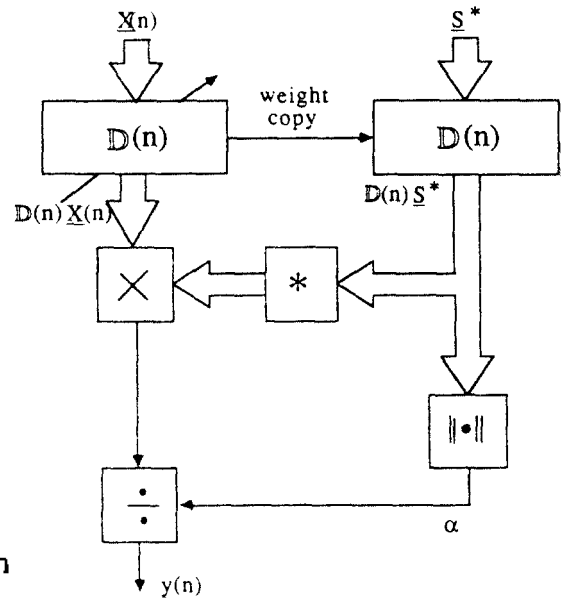 X(n)
S*
weight
copy
𝔻(n)
𝔻(n)
𝔻(n) X(n)
𝔻(n) S*
×
*
||•||
÷
α
n
y(n)